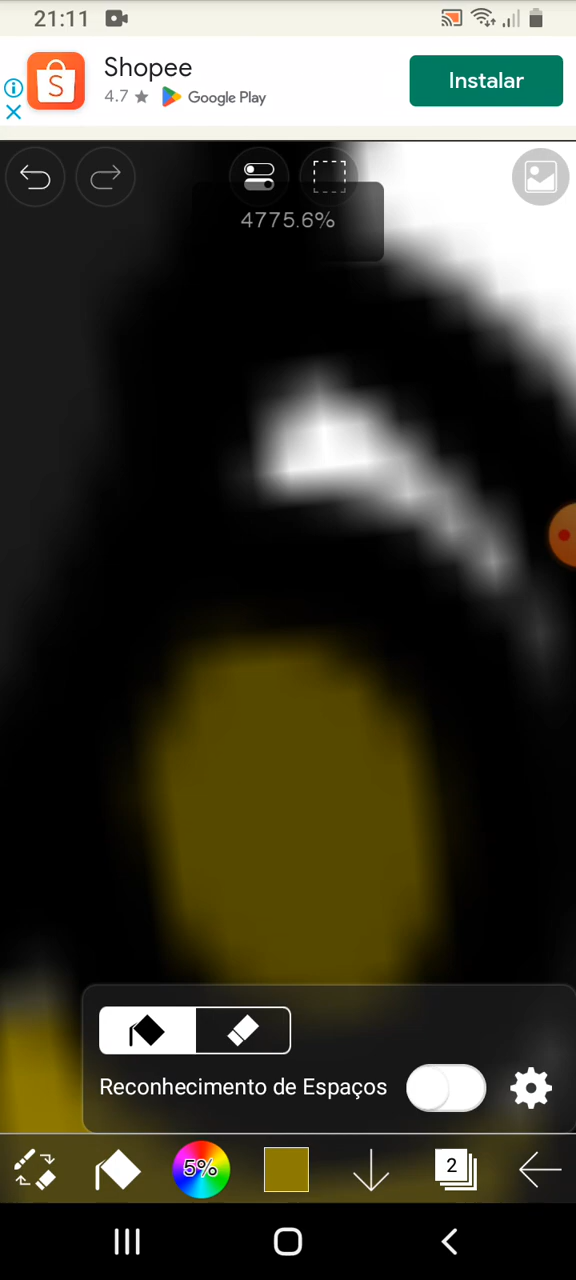 21:11
Shopee
4.7 ★ Google Play
Instalar
S
4775.6%
Reconhecimento de Espaços
5%
2